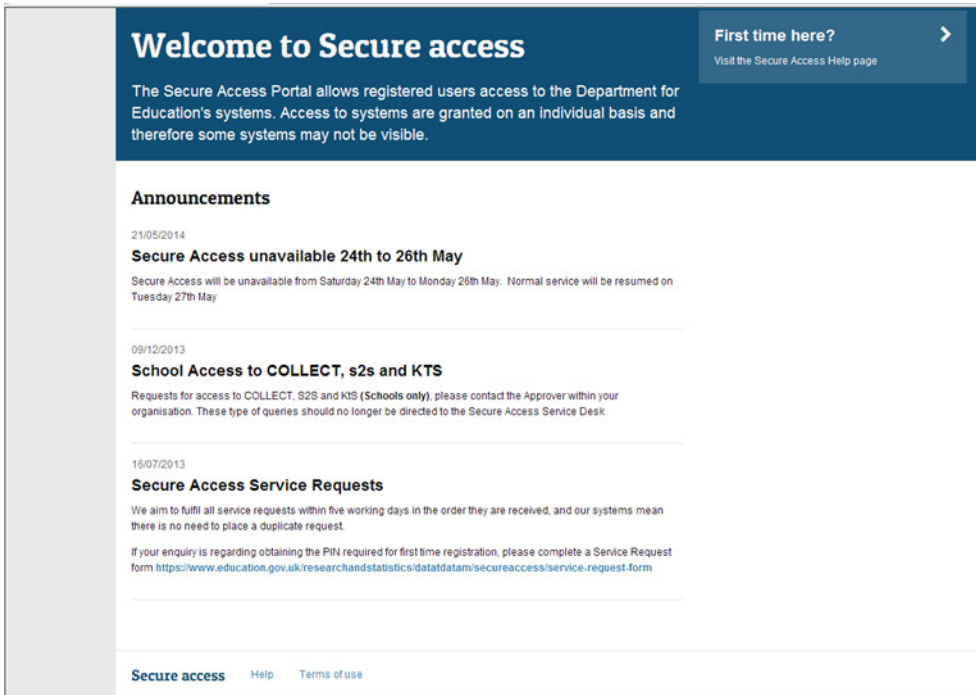 Welcome to Secure access
The Secure Access Portal allows registered users access to the Department for
Education's systems. Access to systems are granted on an individual basis and
therefore some systems may not be visible.
First time here?
Visit the Secure Access Help page
Announcements
21/05/2014
Secure Access unavailable 24th to 26th May
Secure Access will be unavailable from Saturday 24th May to Monday 26th May. Normal service will be resumed on
Tuesday 27th May
09/12/2013
School Access to COLLECT, s2s and KTS
Requests for access to COLLECT, S2S and KtS (Schools only), please contact the Approver within your
organisation. These type of queries should no longer be directed to the Secure Access Service Desk
16/07/2013
Secure Access Service Requests
We aim to fulfil all service requests within five working days in the order they are received, and our systems mean
there is no need to place a duplicate request.
If your enquiry is regarding obtaining the PIN required for first time registration, please complete a Service Request
form https://www.education.gov.uk/researchandstatistics/datatdatam/secureaccess/service-request-form
Secure access Help Terms of use